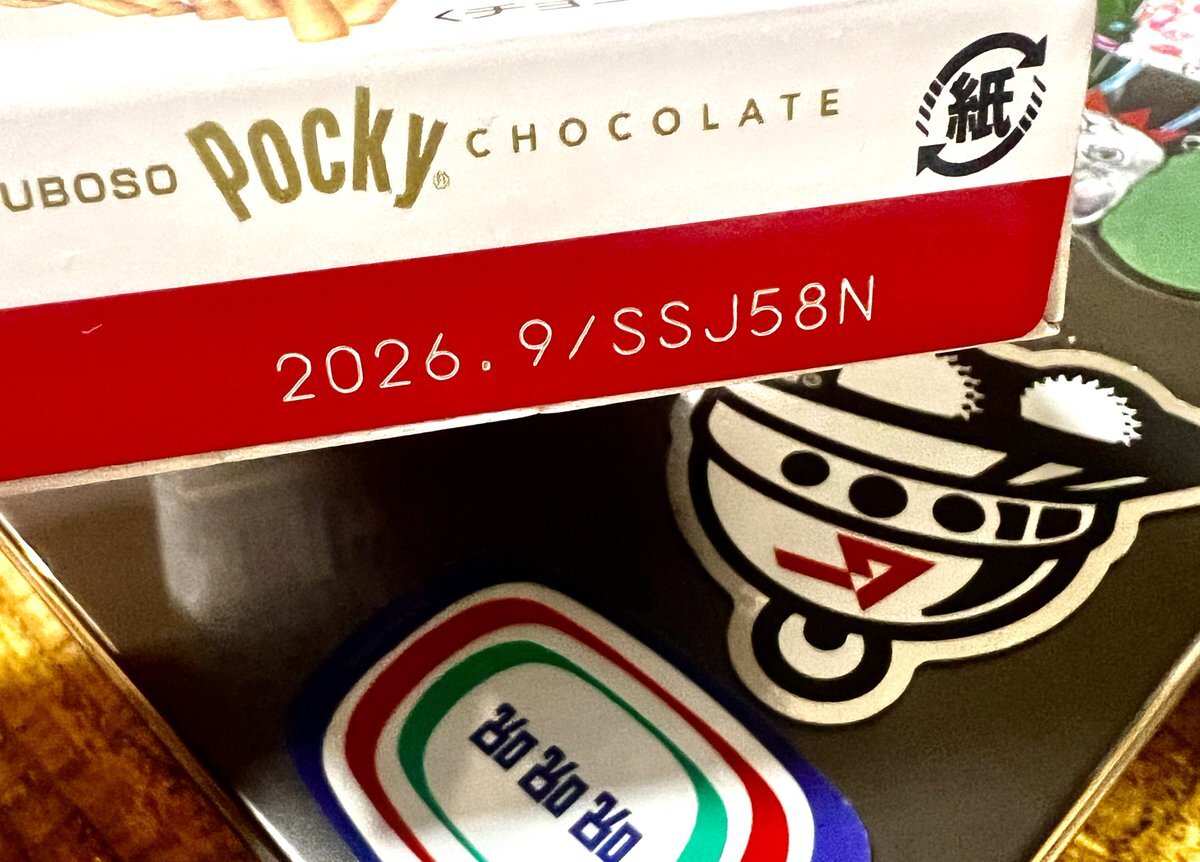 UBOSO Pocky CHOCOLATE 紙
2026.9/SSJ58N